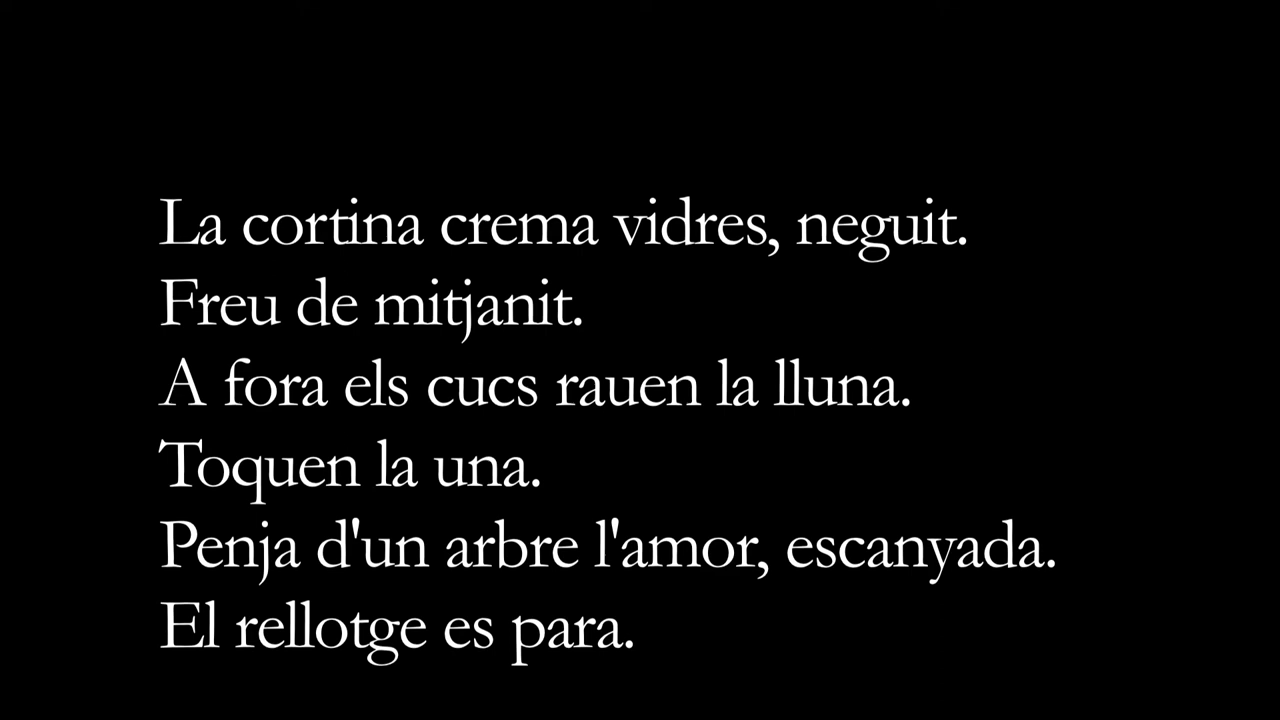 La cortina crema vidres, neguit.
Freu de mitjanit.
A fora els cucs rauen la lluna.
Toquen la una.
Penja d'un arbre l'amor, escanyada.
El rellotge es para.